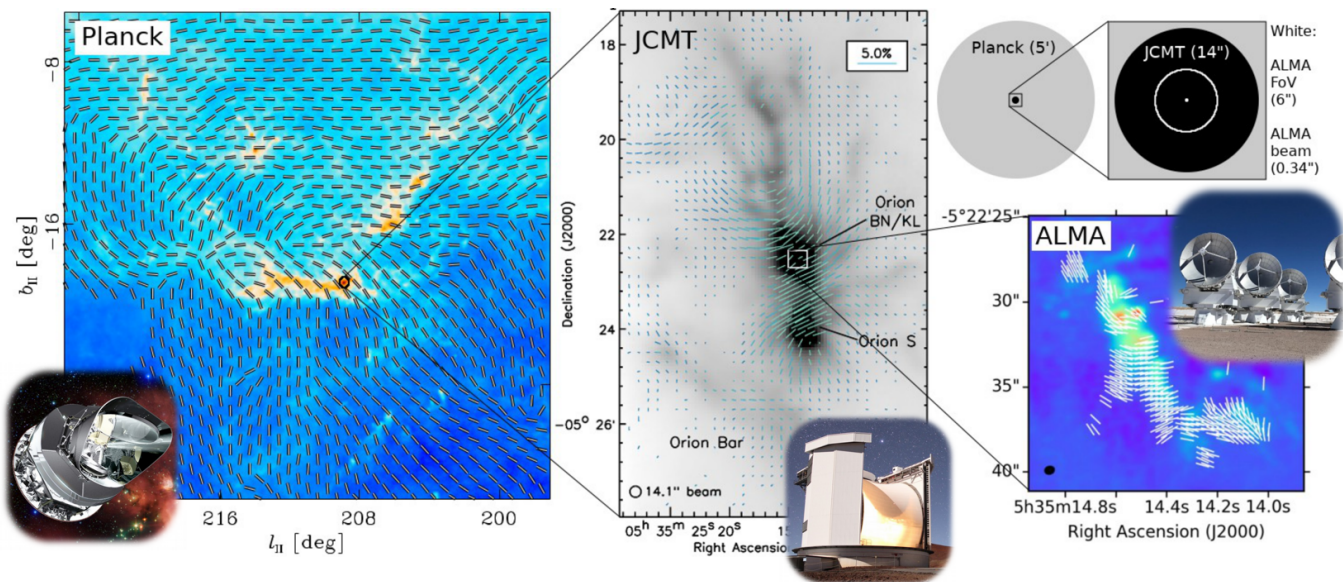 Planck
-8
-16
b_II [deg]
216
208
200
l_II [deg]
JCMT
5.0%
18
20
22
24
-05° 26'
Declination (J2000)
Orion
BN/KL
Orion S
Orion Bar
14.1" beam
05ʰ 35ᵐ 25ˢ 20ˢ
Right Ascension
Planck (5')
JCMT (14")
White:
ALMA
FoV
(6")
ALMA
beam
(0.34")
ALMA
-5°22'25"
30"
35"
40"
5h35m14.8s
14.4s
14.2s
14.0s
Right Ascension (J2000)